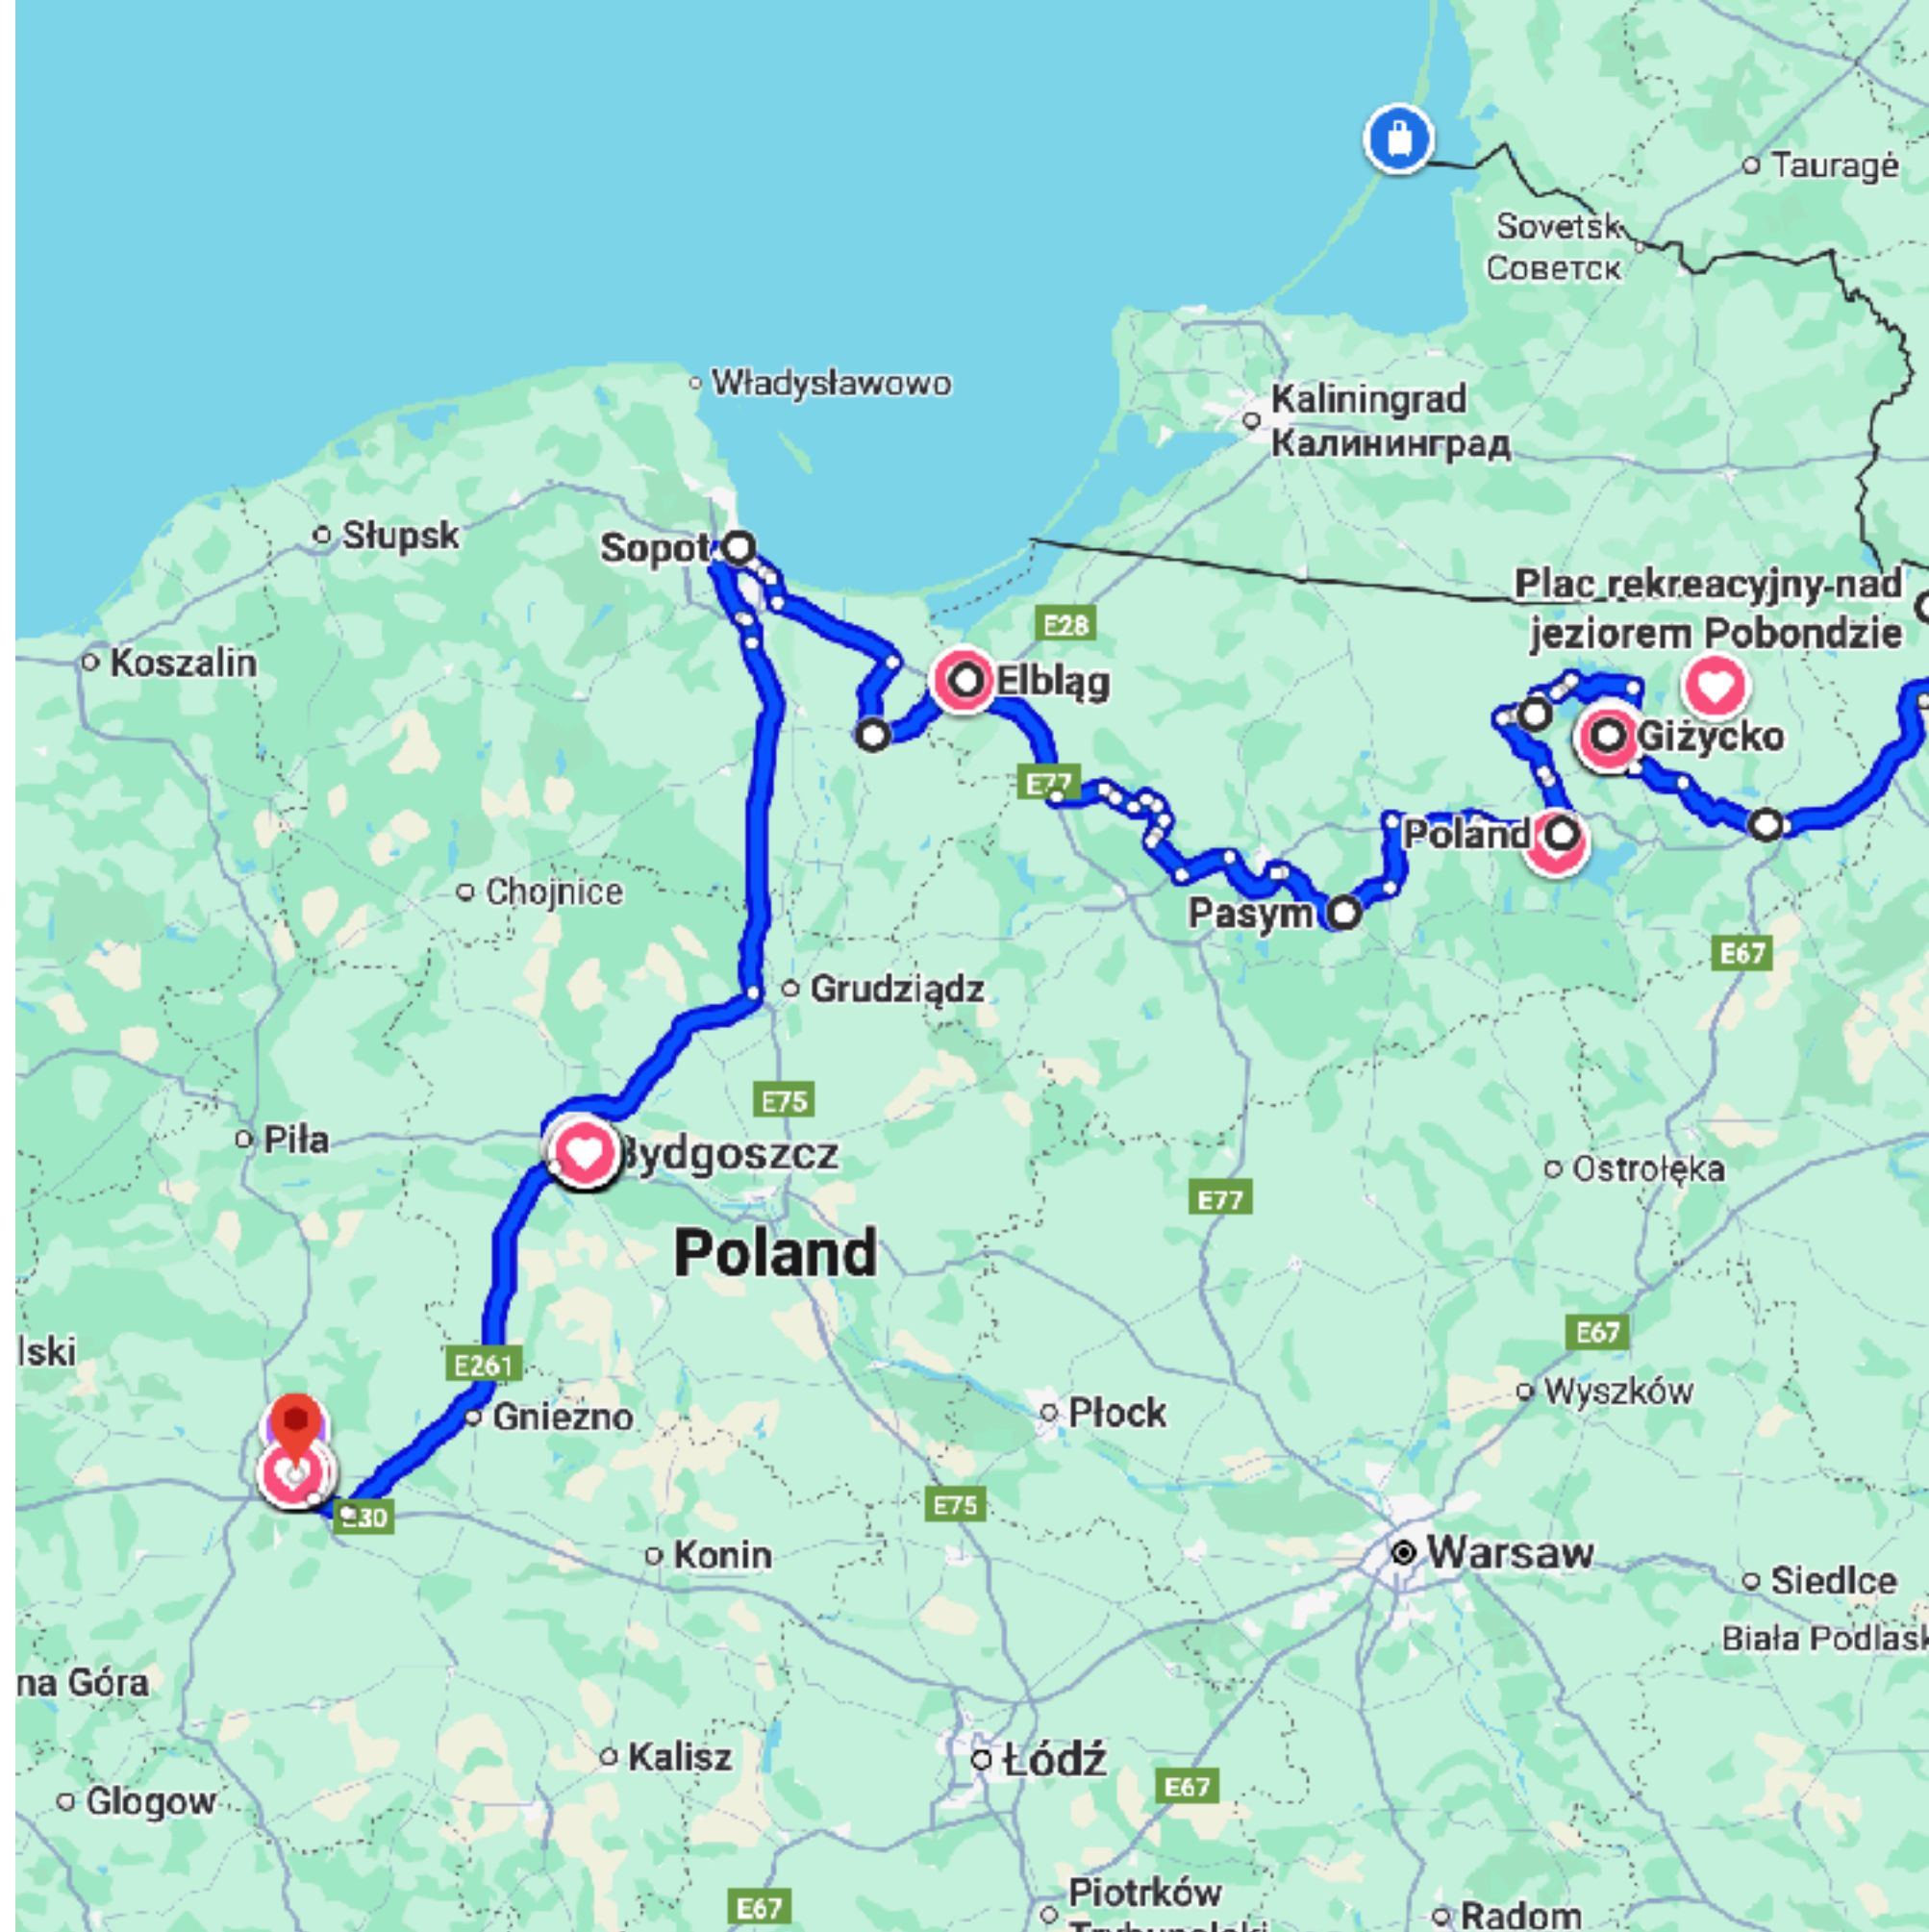 Tauragė
Sovetsk
Советск
Władysławowo
Kaliningrad
Калининград
Słupsk
Sopot
Plac rekreacyjny nad
jeziorem Pobondzie
E28
Koszalin
Elbląg
Giżycko
E77
Poland
Chojnice
Pasym
E67
Grudziądz
E75
Piła
Bydgoszcz
Ostrołęka
E77
Poland
E67
lski
E261
Gniezno
Płock
Wyszków
E75
E30
Konin
Warsaw
Siedlce
Biała Podlask
na Góra
Kalisz
Łódź
E67
Glogow
Piotrków
Trybunalski
E67
Radom